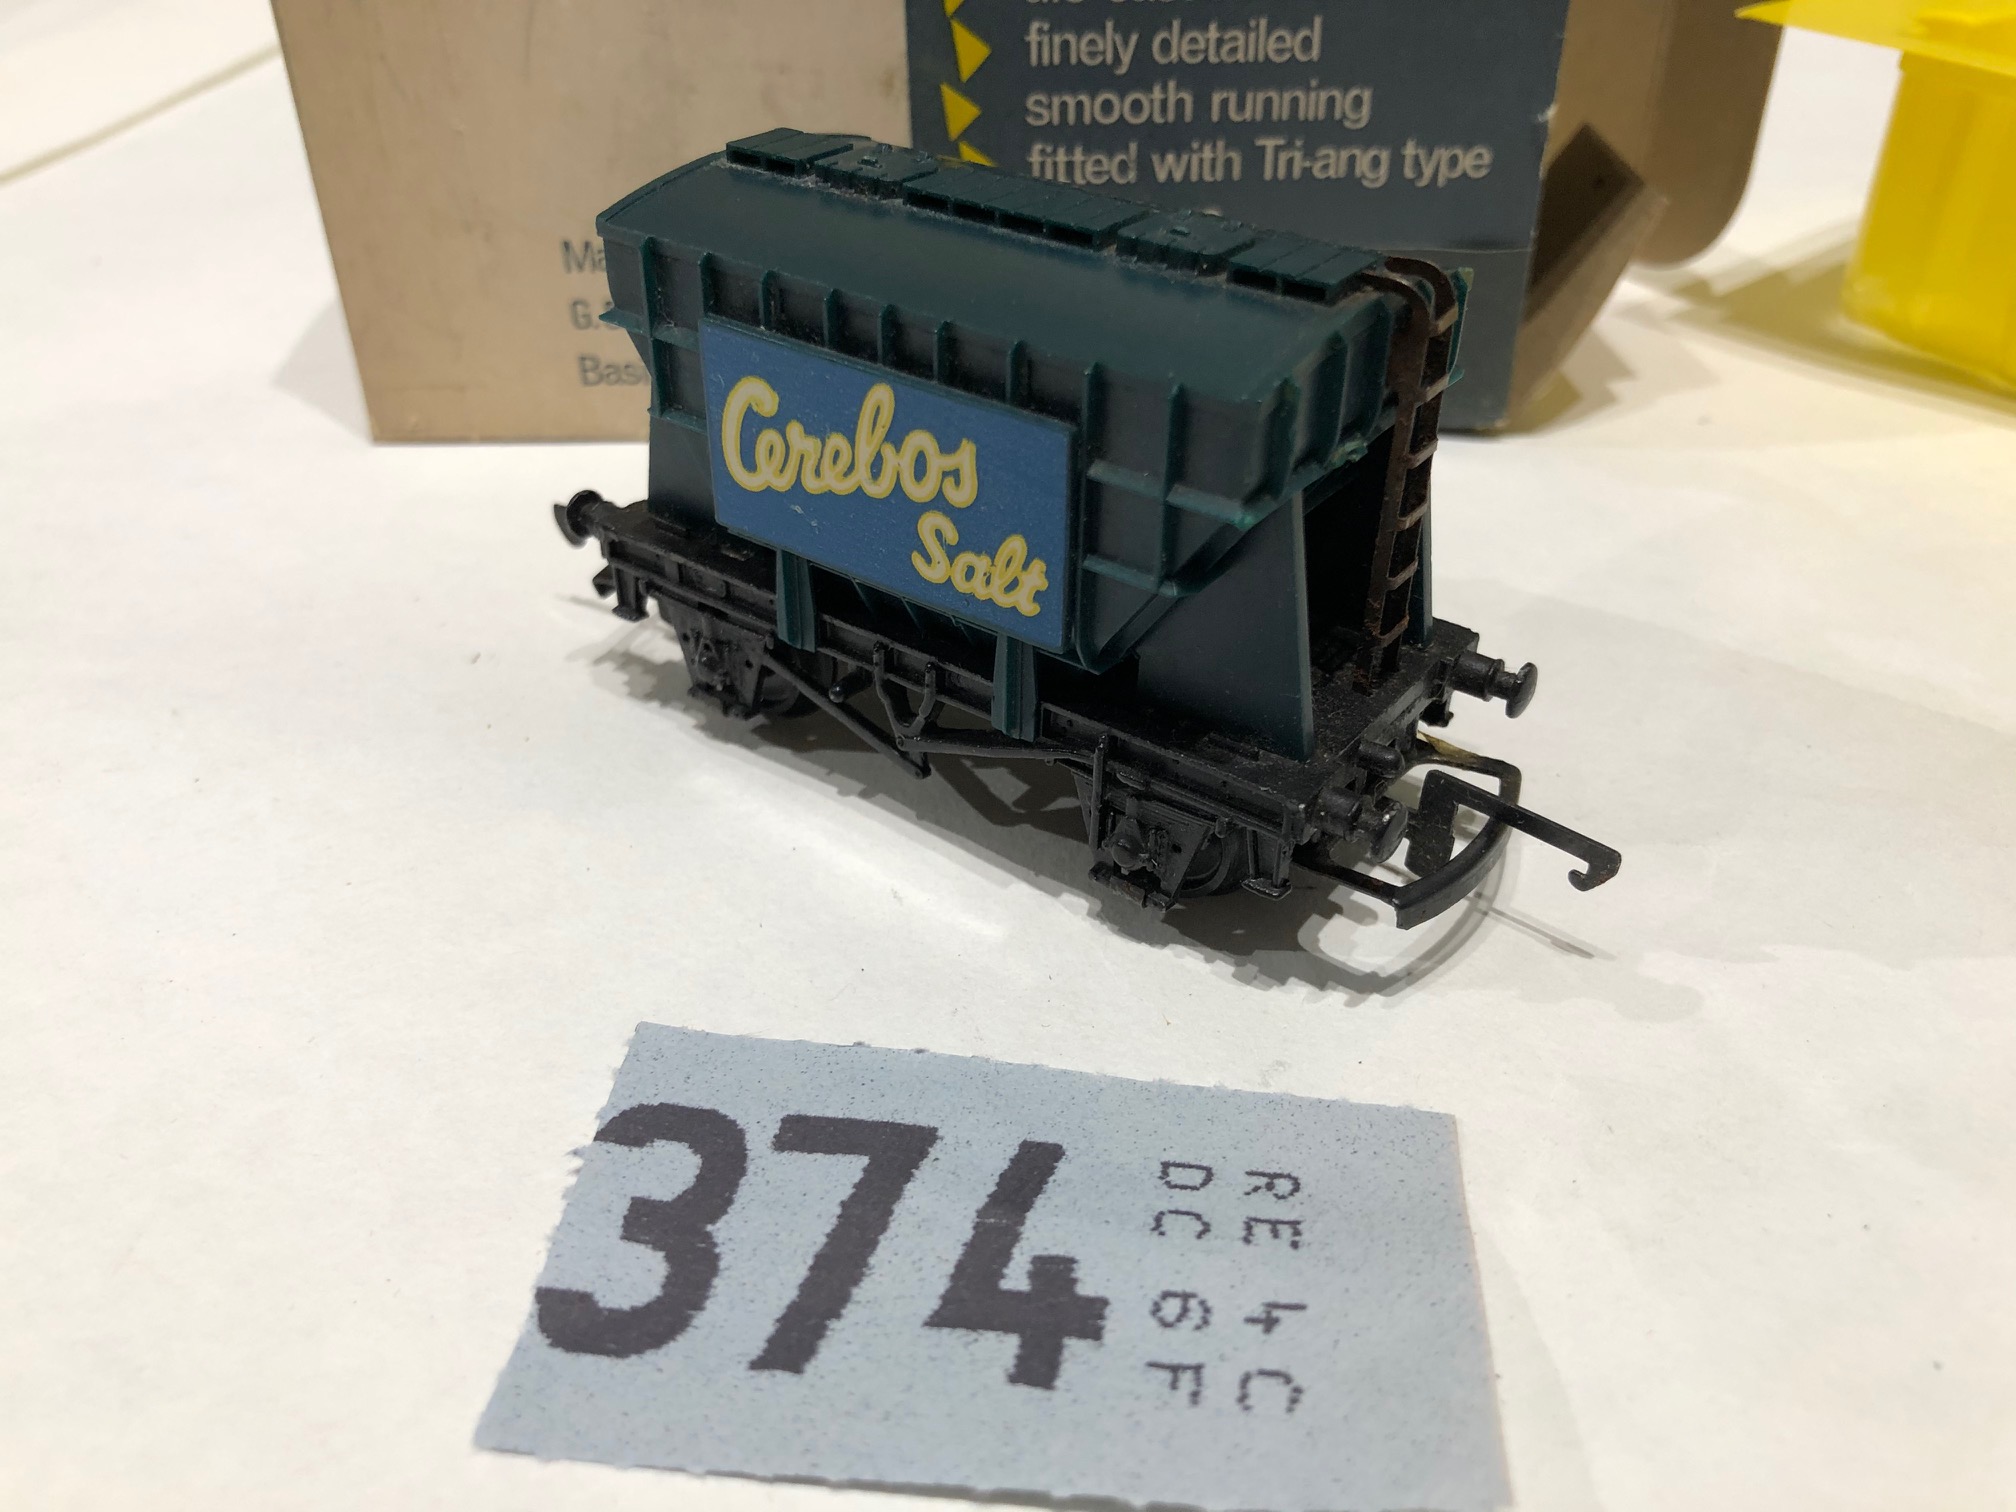 finely detailed
smooth running
fitted with Tri-ang type
Cerebos
Salt
374
RE4C
DC6F